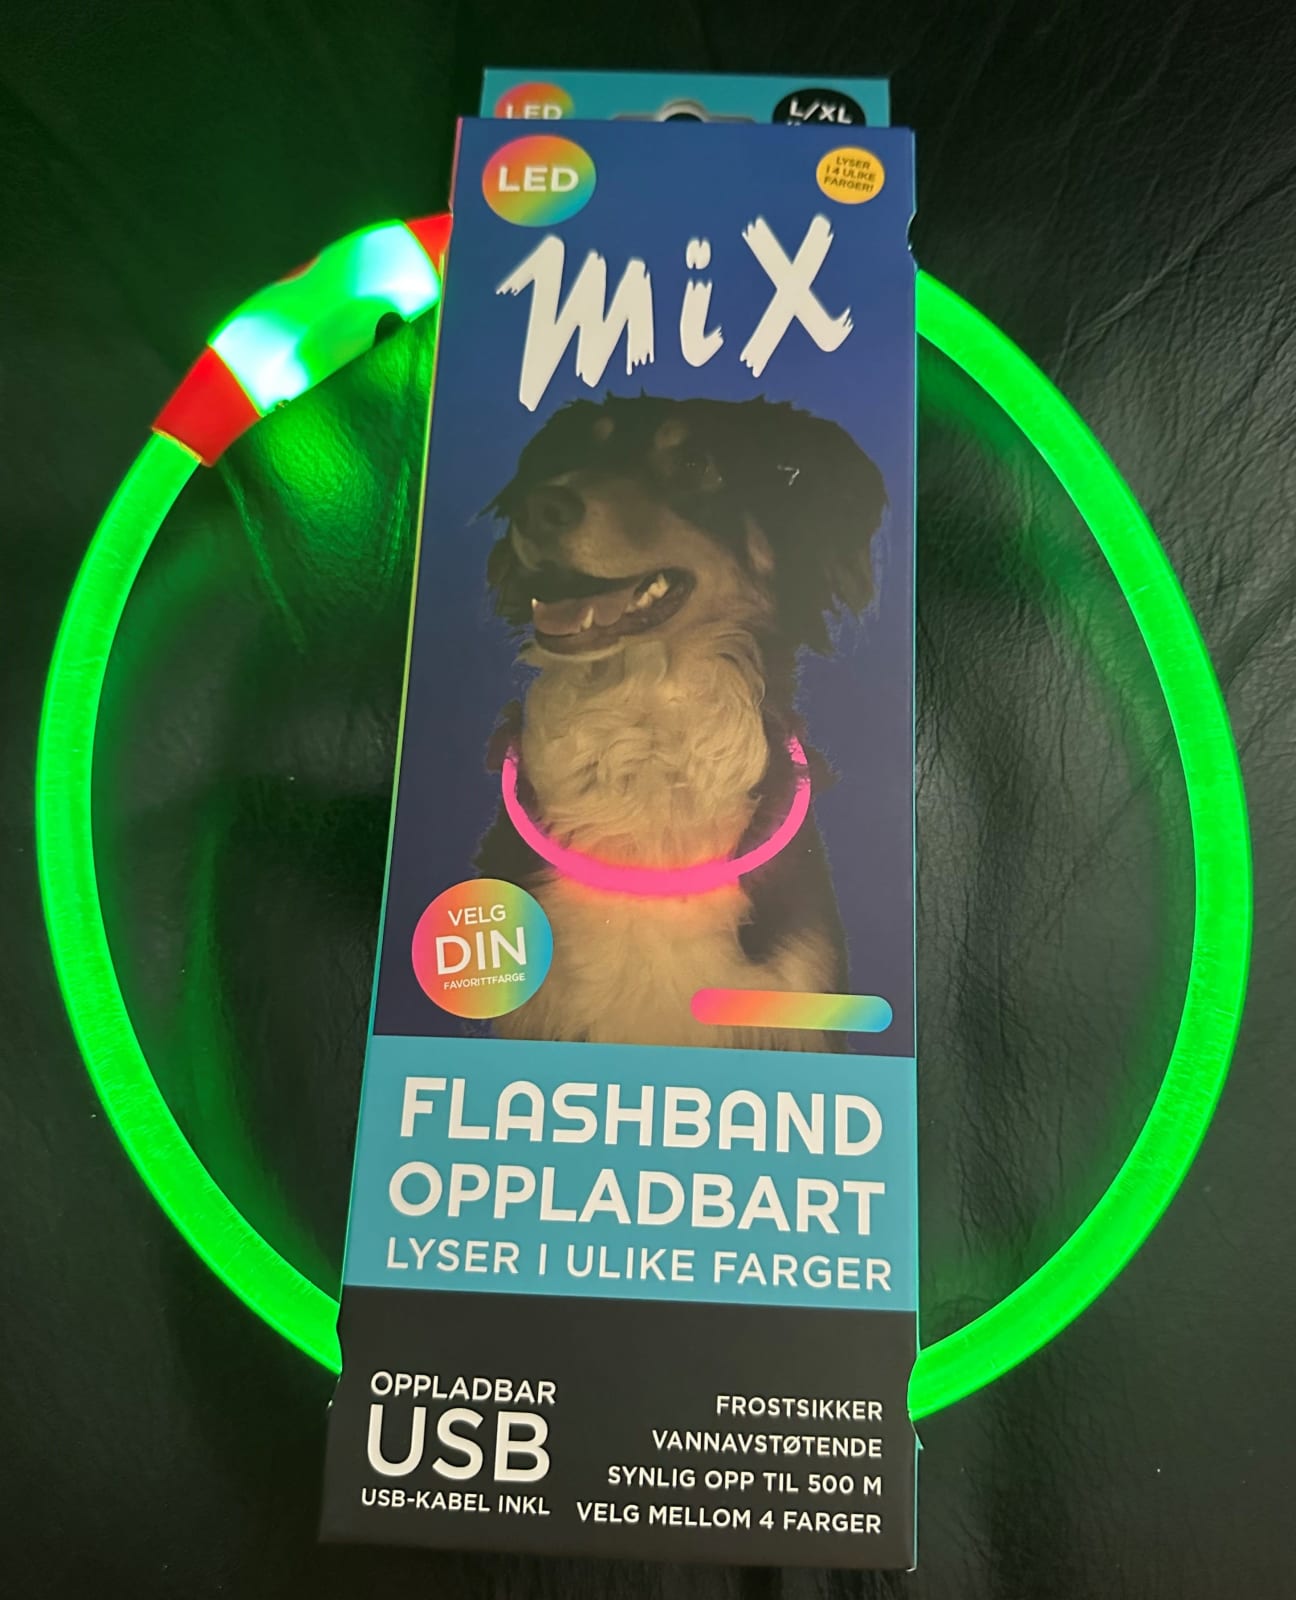 LED
L/XL
LED
LYSER
I 4 ULIKE
FARGER!
MiX
VELG
DIN
FAVORITTFARGE
FLASHBAND
OPPLADBART
LYSER I ULIKE FARGER
OPPLADBAR
USB
USB-KABEL INKL
FROSTSIKKER
VANNAVSTØTENDE
SYNLIG OPP TIL 500 M
VELG MELLOM 4 FARGER